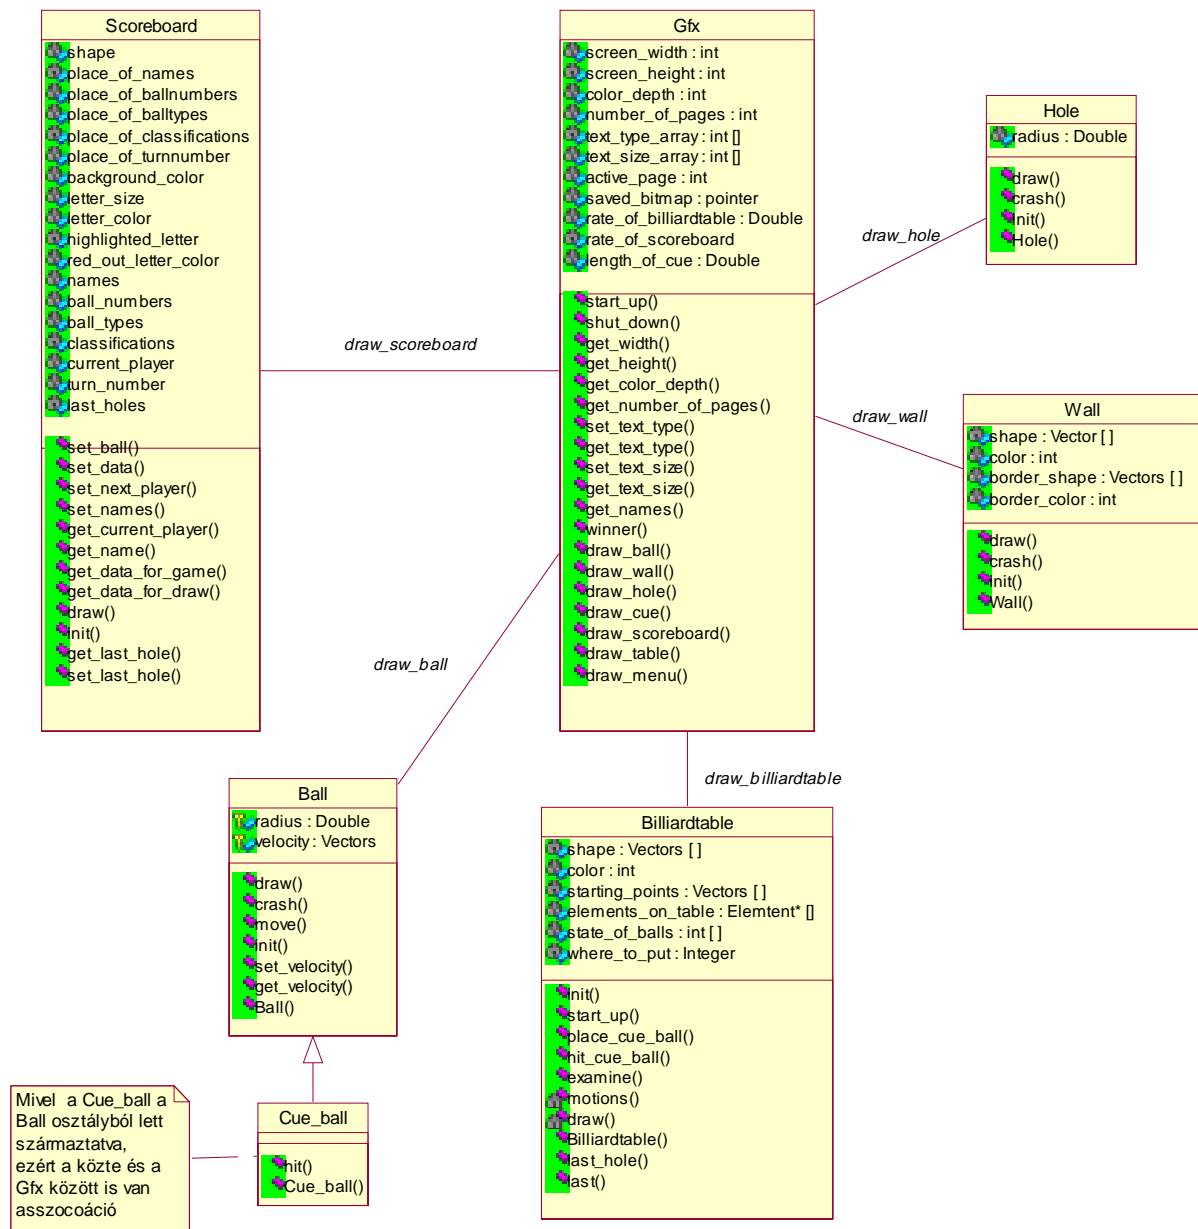 Scoreboard
shape
place_of_names
place_of_ballnumbers
place_of_balltypes
place_of_classifications
place_of_turnnumber
background_color
letter_size
letter_color
highlighted_letter
red_out_letter_color
names
ball_numbers
ball_types
classifications
current_player
turn_number
last_holes
set_ball()
set_data()
set_next_player()
set_names()
get_current_player()
get_name()
get_data_for_game()
get_data_for_draw()
draw()
init()
get_last_hole()
set_last_hole()
draw_scoreboard
Gfx
screen_width : int
screen_height : int
color_depth : int
number_of_pages : int
text_type_array : int []
text_size_array : int []
active_page : int
saved_bitmap : pointer
rate_of_billiardtable : Double
rate_of_scoreboard
length_of_cue : Double
start_up()
shut_down()
get_width()
get_height()
get_color_depth()
get_number_of_pages()
set_text_type()
get_text_type()
set_text_size()
get_text_size()
get_names()
winner()
draw_ball()
draw_wall()
draw_hole()
draw_cue()
draw_scoreboard()
draw_table()
draw_menu()
draw_hole
Hole
radius : Double
draw()
crash()
init()
Hole()
draw_wall
Wall
shape : Vector [ ]
color : int
border_shape : Vectors [ ]
border_color : int
draw()
crash()
init()
Wall()
draw_ball
Ball
radius : Double
velocity : Vectors
draw()
crash()
move()
init()
set_velocity()
get_velocity()
Ball()
draw_billiardtable
Billiardtable
shape : Vectors [ ]
color : int
starting_points : Vectors [ ]
elements_on_table : Elemtent* []
state_of_balls : int [ ]
where_to_put : Integer
init()
start_up()
place_cue_ball()
hit_cue_ball()
examine()
motions()
draw()
Billiardtable()
last_hole()
last()
Mivel a Cue_ball a
Ball osztályból lett
származtatva,
ezért a közte és a
Gfx között is van
asszocoáció
Cue_ball
hit()
Cue_ball()